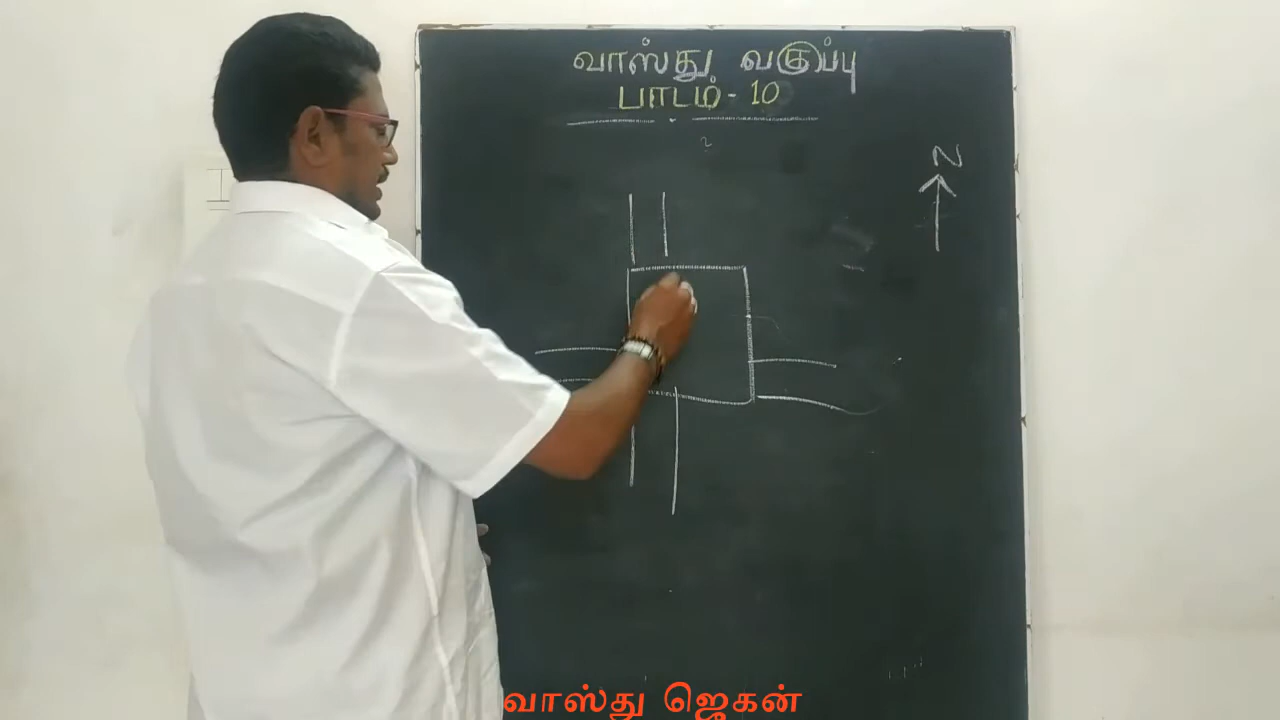 வாஸ்து வகுப்பு
பாடம் - 10
?
N
வாஸ்து ஜெகன்